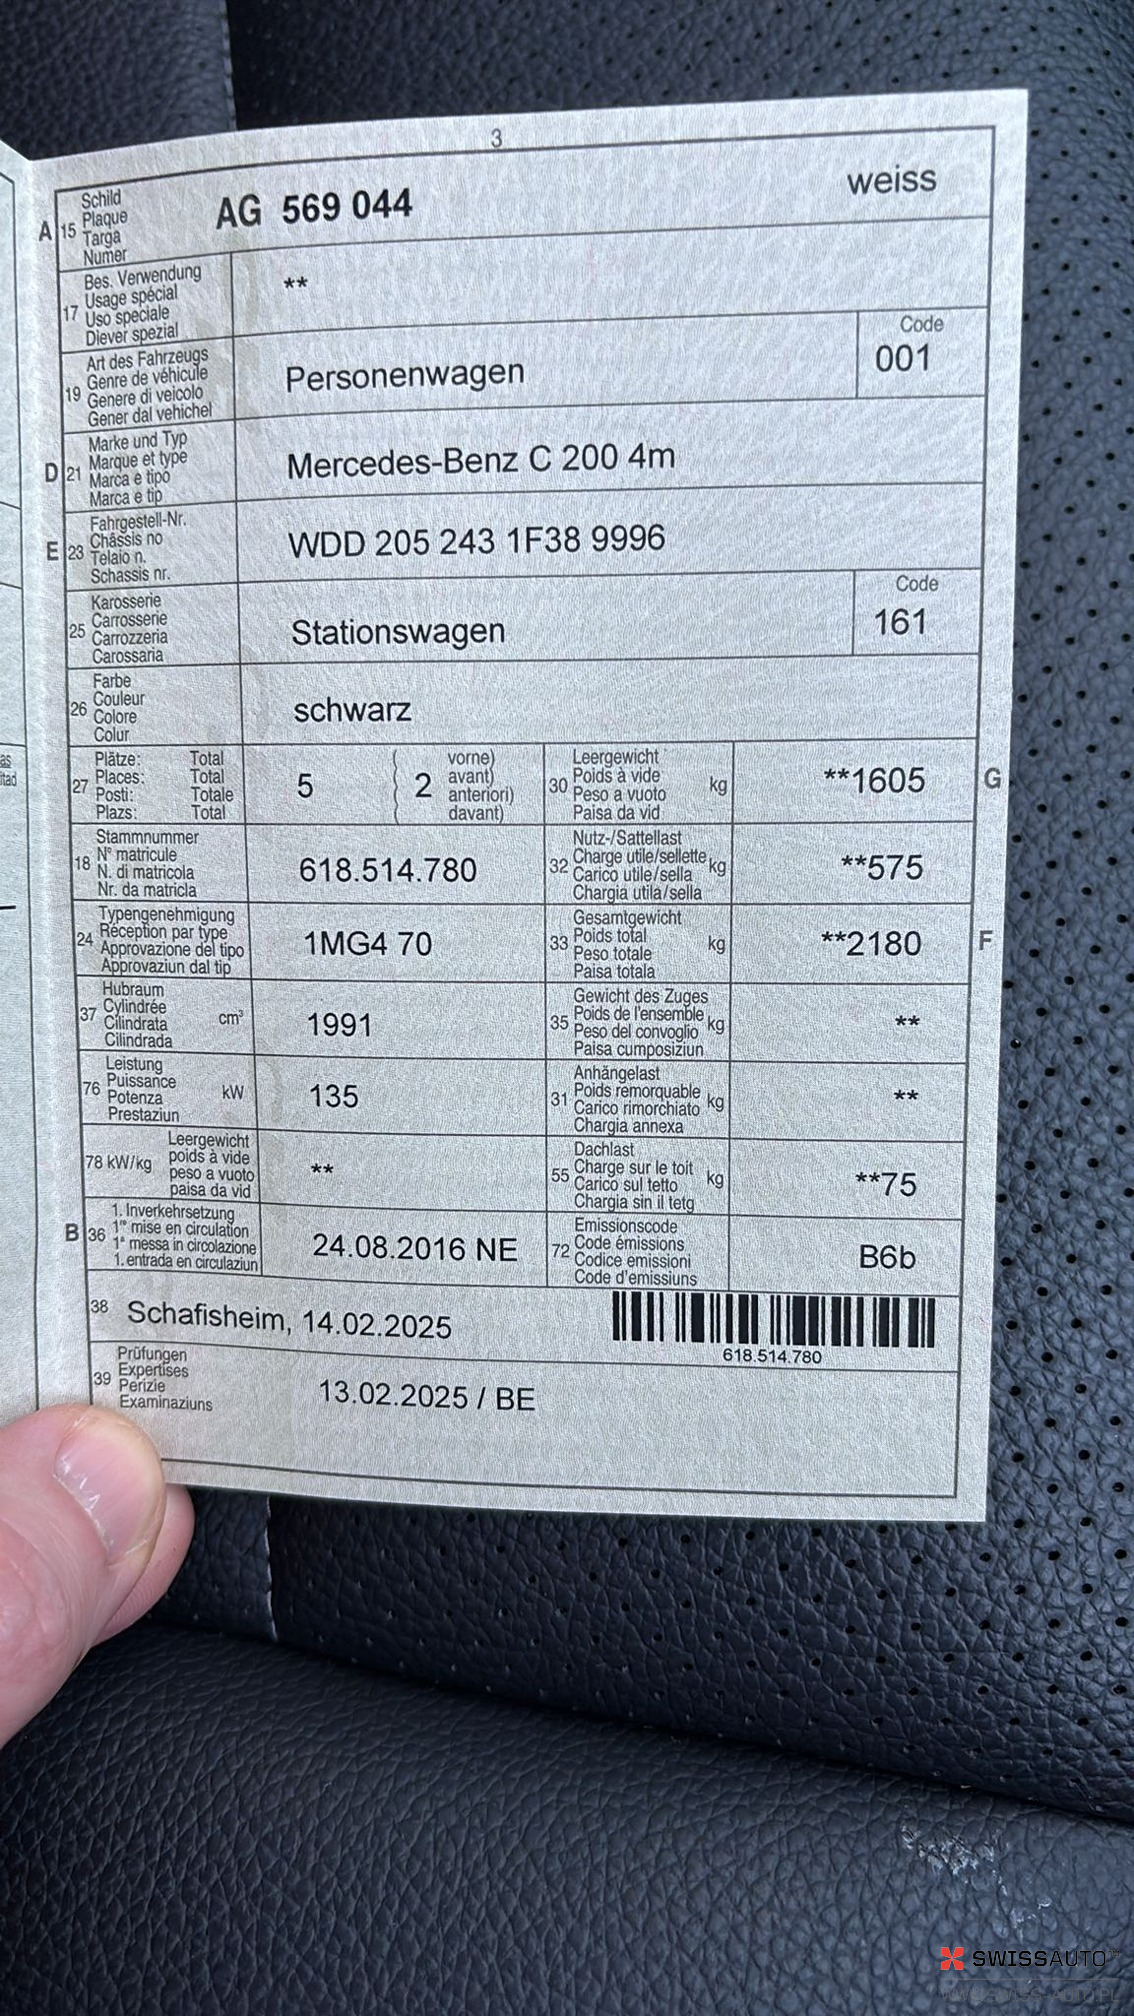 3
A 15 Schild
Plaque
Targa
Numer
AG 569 044 weiss
17 Bes. Verwendung
Usage spécial
Uso speciale
Diever spezial
**
19 Art des Fahrzeugs
Genre de véhicule
Genere di veicolo
Gener dal vehichel
Personenwagen
Code
001
D 21 Marke und Typ
Marque et type
Marca e tipo
Marca e tip
Mercedes-Benz C 200 4m
E 23 Fahrgestell-Nr.
Châssis no
Telaio n.
Schassis nr.
WDD 205 243 1F38 9996
25 Karosserie
Carrosserie
Carrozzeria
Carossaria
Stationswagen
Code
161
26 Farbe
Couleur
Colore
Colur
schwarz
27 Plätze: Total
Places: Total
Posti: Totale
Plazs: Total
5 ( 2 vorne)
avant)
anteriori)
davant)
30 Leergewicht
Poids à vide
Peso a vuoto
Paisa da vid
kg
**1605
G
18 Stammnummer
N° matricule
N. di matricola
Nr. da matricla
618.514.780
32 Nutz-/Sattellast
Charge utile/sellette
Carico utile/sella
Chargia utila/sella
kg
**575
24 Typengenehmigung
Réception par type
Approvazione del tipo
Approvaziun dal tip
1MG4 70
33 Gesamtgewicht
Poids total
Peso totale
Paisa totala
kg
**2180
F
37 Hubraum
Cylindrée
Cilindrata
Cilindrada
cm³
1991
35 Gewicht des Zuges
Poids de l'ensemble
Peso del convoglio
Paisa cumposiziun
kg
**
76 Leistung
Puissance
Potenza
Prestaziun
kW
135
31 Anhängelast
Poids remorquable
Carico rimorchiato
Chargia annexa
kg
**
78 kW/kg Leergewicht
poids à vide
peso a vuoto
paisa da vid
**
55 Dachlast
Charge sur le toit
Carico sul tetto
Chargia sin il tetg
kg
**75
B 36 1. Inverkehrsetzung
1re mise en circulation
1a messa in circolazione
1. entrada en circulaziun
24.08.2016 NE
72 Emissionscode
Code émissions
Codice emissioni
Code d'emissiuns
B6b
38 Schafisheim, 14.02.2025
618.514.780
39 Prüfungen
Expertises
Perizie
Examinaziuns
13.02.2025 / BE
SWISSAUTO